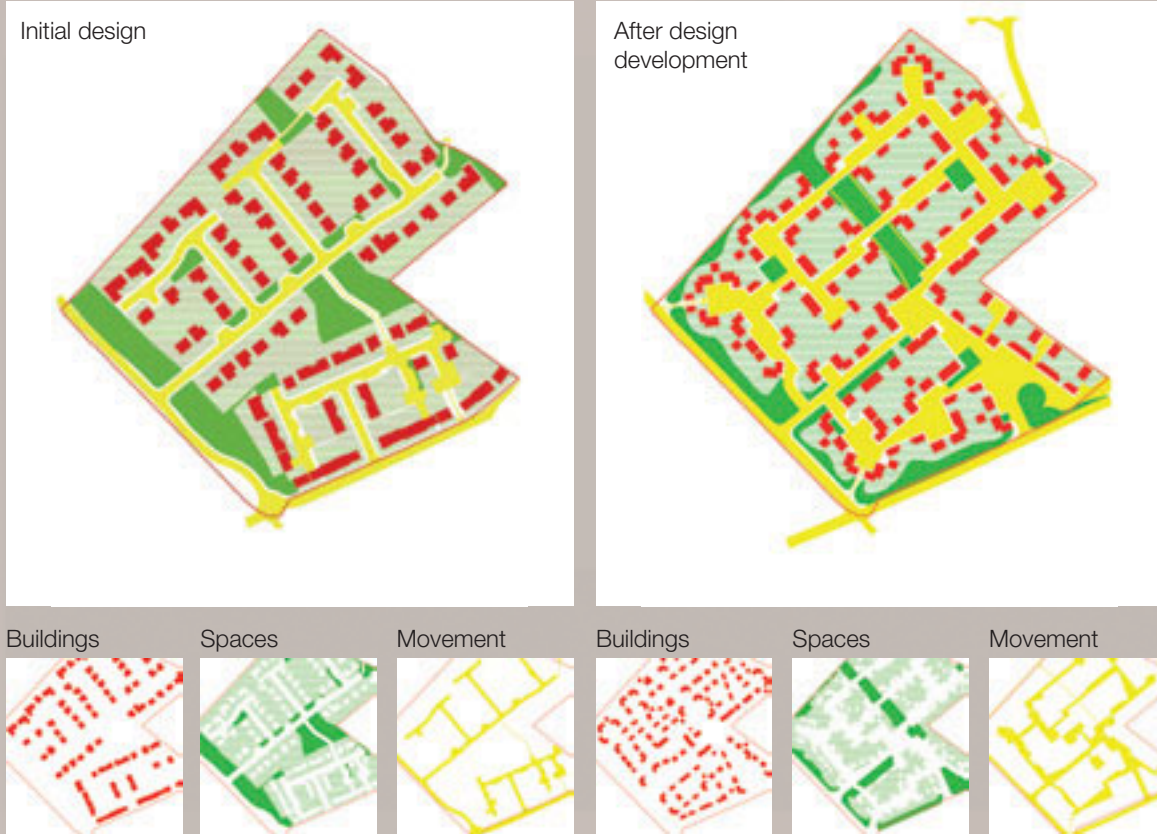 Initial design
After design
development
Buildings
Spaces
Movement
Buildings
Spaces
Movement